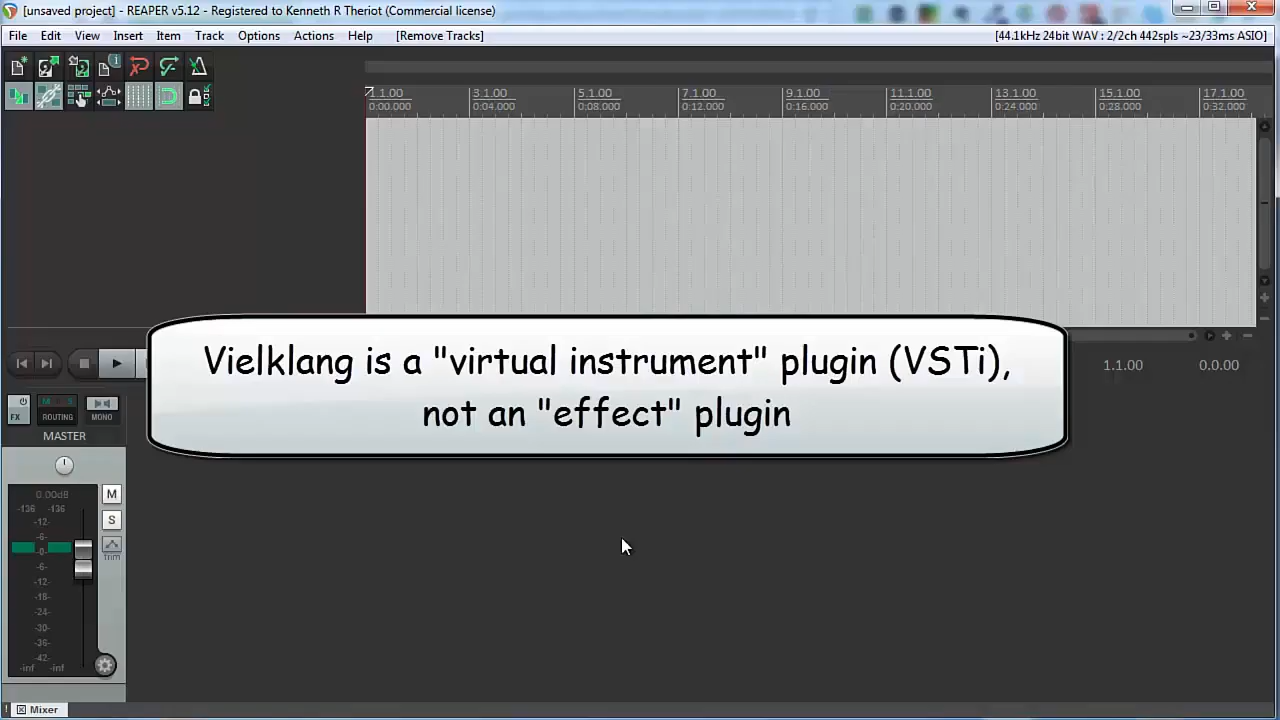 [unsaved project] - REAPER v5.12 - Registered to Kenneth R Theriot (Commercial license)
File Edit View Insert Item Track Options Actions Help [Remove Tracks] [44.1kHz 24bit WAV : 2/2ch 442spls ~23/33ms ASIO]
1.1.00 3.1.00 5.1.00 7.1.00 9.1.00 11.1.00 13.1.00 15.1.00 17.1.00
0:00.000 0:04.000 0:08.000 0:12.000 0:16.000 0:20.000 0:24.000 0:28.000 0:32.000
Vielklang is a "virtual instrument" plugin (VSTi),
not an "effect" plugin
1.1.00 0.0.00
FX ROUTING MONO
MASTER
0.00dB M
-136 -136
-12-
S
-6-
-0-
trim
-6-
-12-
-18-
-24-
-30-
-36-
-42-
-inf -inf
! Mixer